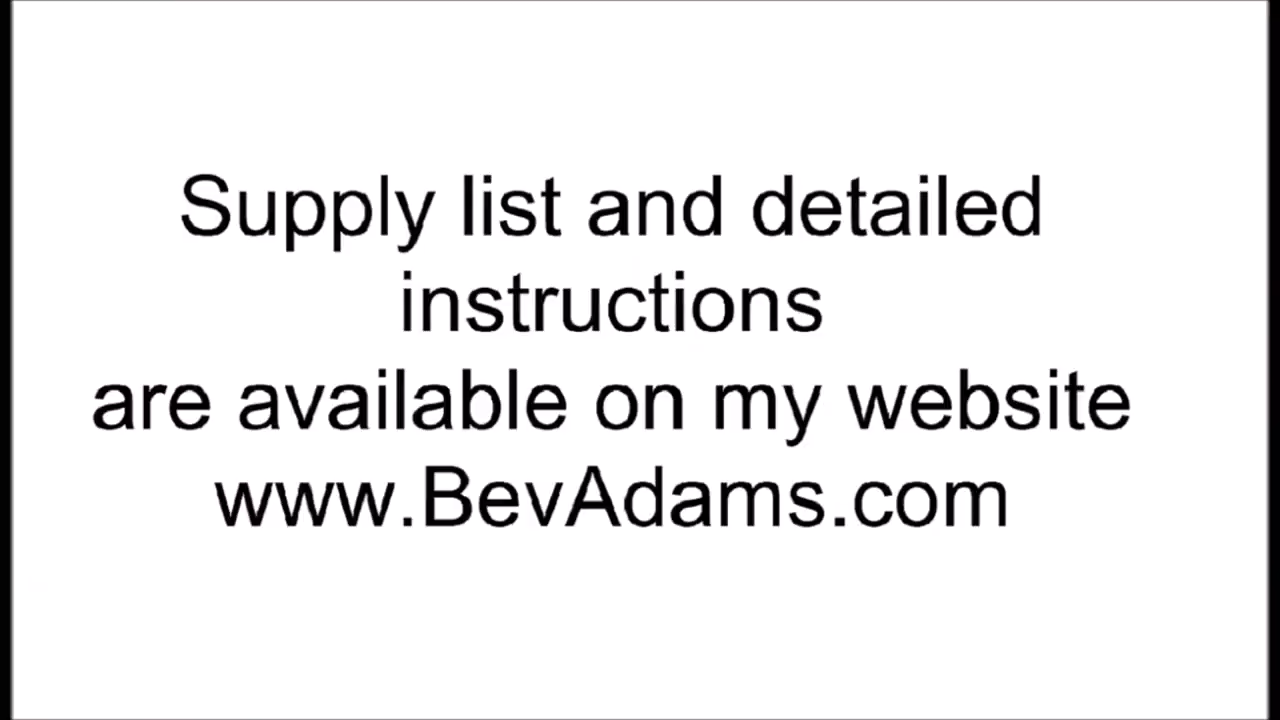 Supply list and detailed
instructions
are available on my website
www.BevAdams.com